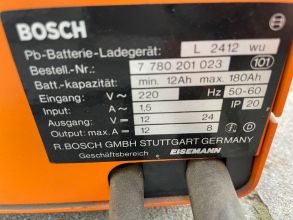 BOSCH
Pb-Batterie-Ladegerät: L 2412 wu
Bestell.-Nr.: 7 780 201 023 101
Batt.-kapazität: min. 12Ah max. 180Ah
Eingang: V~ 220 Hz 50-60
Input: A~ 1,5 IP 20
Ausgang: V= 12 24
Output: max. A= 12 8
R. BOSCH GMBH STUTTGART GERMANY
Geschäftsbereich EISEMANN